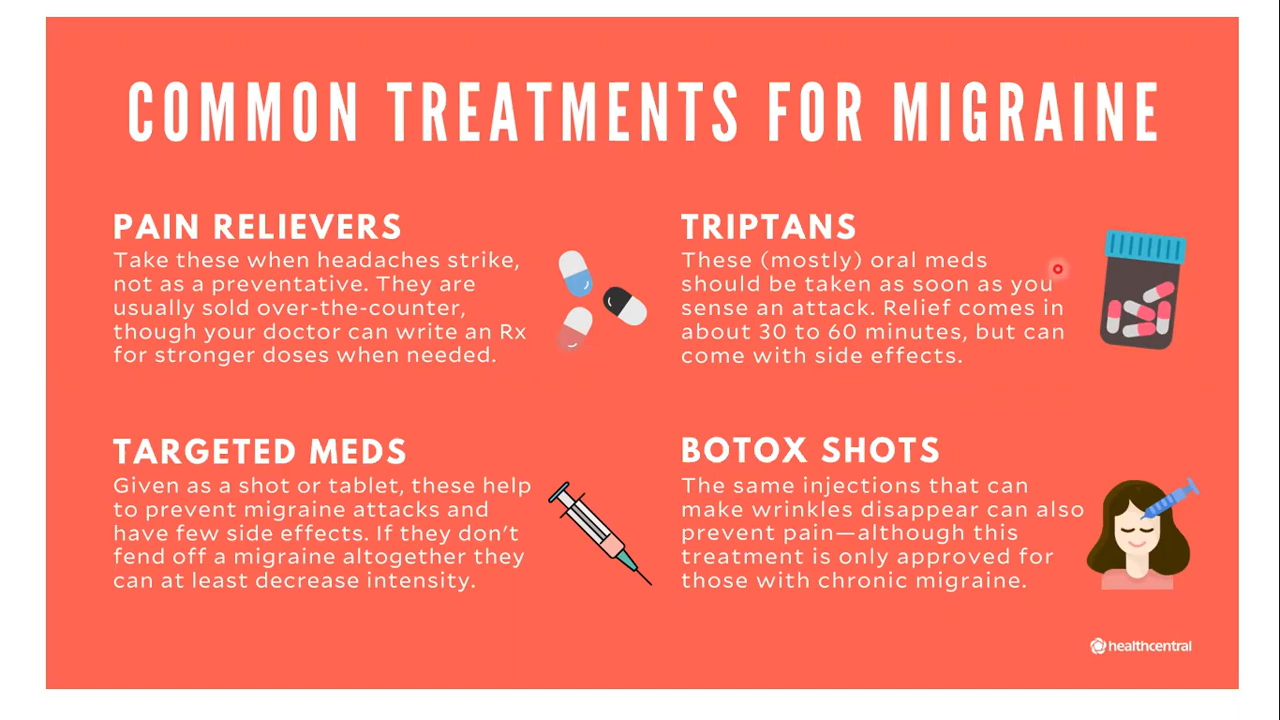 COMMON TREATMENTS FOR MIGRAINE
PAIN RELIEVERS
Take these when headaches strike,
not as a preventative. They are
usually sold over-the-counter,
though your doctor can write an Rx
for stronger doses when needed.
TRIPTANS
These (mostly) oral meds
should be taken as soon as you
sense an attack. Relief comes in
about 30 to 60 minutes, but can
come with side effects.
TARGETED MEDS
Given as a shot or tablet, these help
to prevent migraine attacks and
have few side effects. If they don't
fend off a migraine altogether they
can at least decrease intensity.
BOTOX SHOTS
The same injections that can
make wrinkles disappear can also
prevent pain—although this
treatment is only approved for
those with chronic migraine.
healthcentral